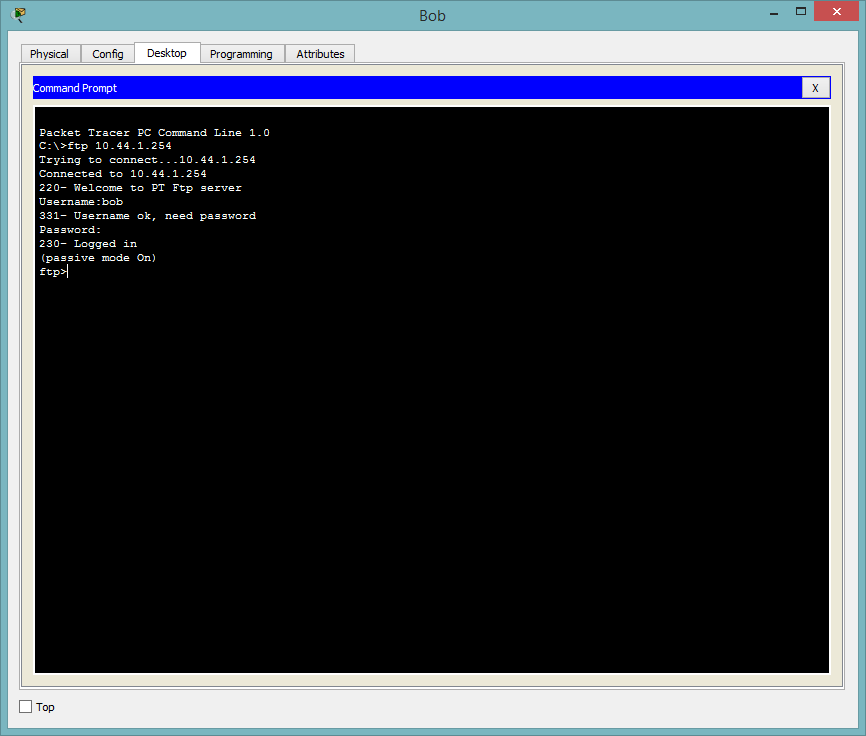 Bob
Physical Config Desktop Programming Attributes
Command Prompt X
Packet Tracer PC Command Line 1.0
C:\>ftp 10.44.1.254
Trying to connect...10.44.1.254
Connected to 10.44.1.254
220- Welcome to PT Ftp server
Username:bob
331- Username ok, need password
Password:
230- Logged in
(passive mode On)
ftp>
Top